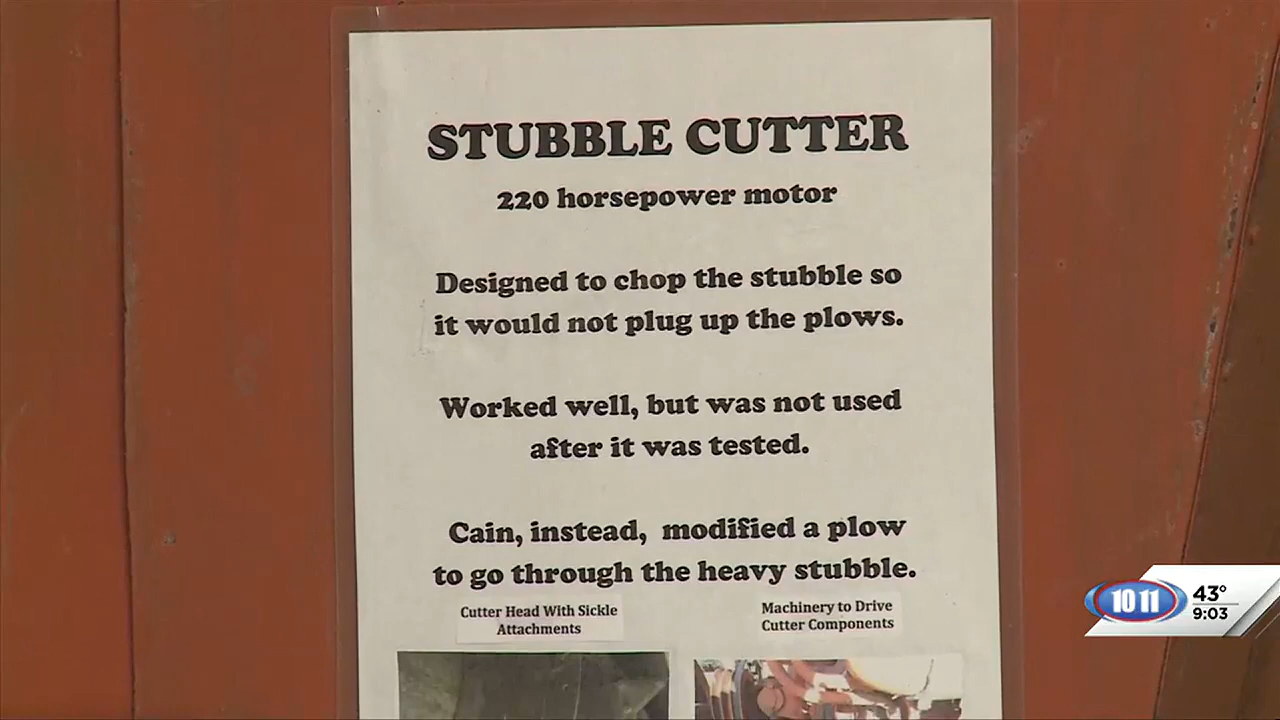 STUBBLE CUTTER
220 horsepower motor
Designed to chop the stubble so
it would not plug up the plows.
Worked well, but was not used
after it was tested.
Cain, instead, modified a plow
to go through the heavy stubble.
Cutter Head With Sickle
Attachments
Machinery to Drive
Cutter Components
10 11
43°
9:03